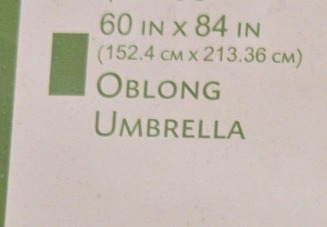 60 IN X 84 IN
(152.4 CM X 213.36 CM)
OBLONG
UMBRELLA